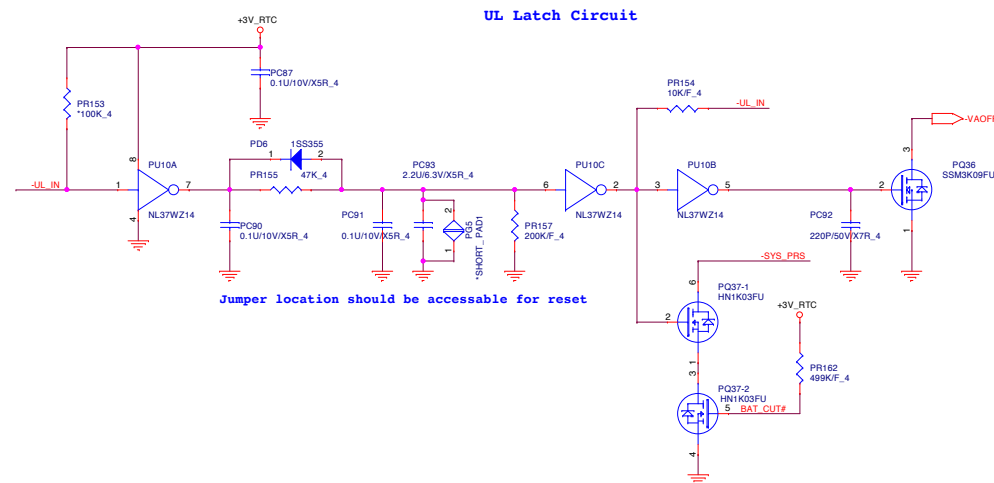 UL Latch Circuit
+3V_RTC
PC87
0.1U/10V/X5R_4
PR153
*100K_4
PR154
10K/F_4
-UL_IN
-VAOFF
PD6
1SS355
1
2
PR155
47K_4
PU10A
8
-UL_IN
1
7
4
NL37WZ14
PC93
2.2U/6.3V/X5R_4
PU10C
6
2
NL37WZ14
PU10B
3
5
NL37WZ14
3
PQ36
SSM3K09FU
2
1
PC90
0.1U/10V/X5R_4
PC91
0.1U/10V/X5R_4
2
1
PG5
*SHORT_ PAD1
PR157
200K/F_4
PC92
220P/50V/X7R_4
Jumper location should be accessable for reset
-SYS_PRS
6
PQ37-1
HN1K03FU
2
1
+3V_RTC
PR162
499K/F_4
3
PQ37-2
HN1K03FU
5
BAT_CUT#
4